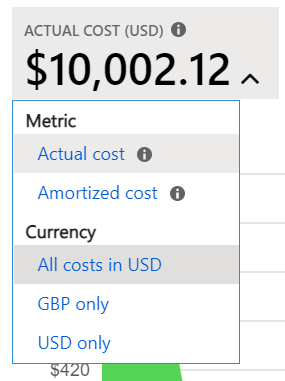 ACTUAL COST (USD)
$10,002.12
Metric
Actual cost
Amortized cost
Currency
All costs in USD
GBP only
USD only
$420